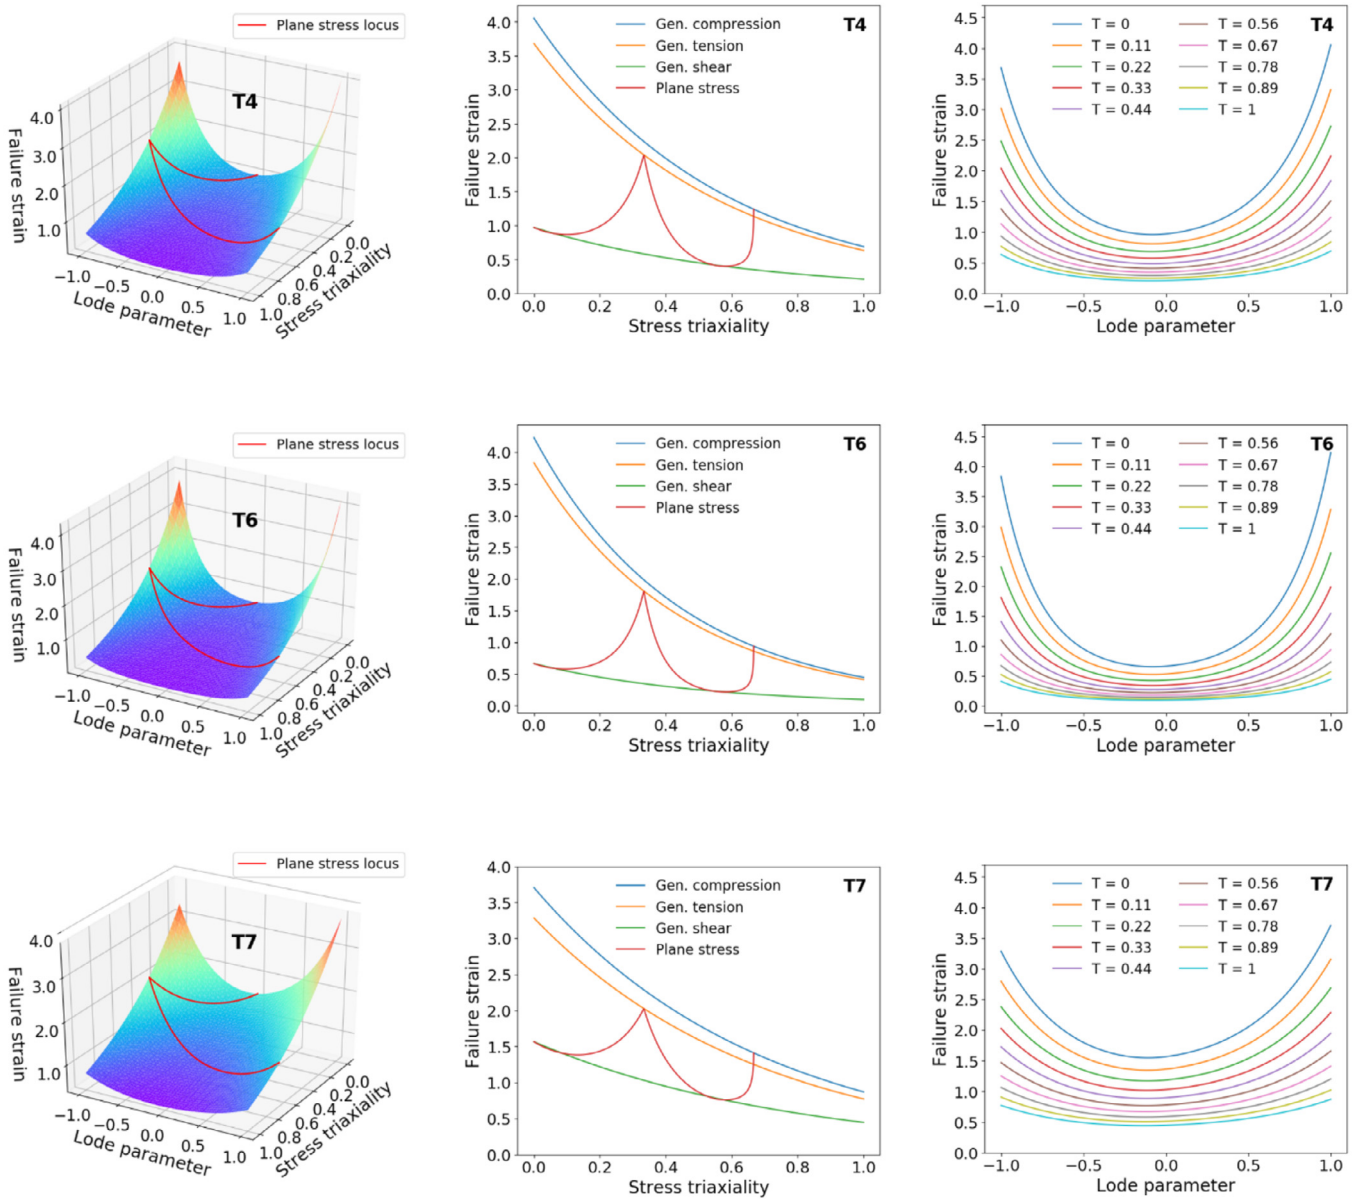 Plane stress locus
T4
Failure strain
4.0
3.0
2.0
1.0
−1.0
−0.5
0.0
0.5
1.0
Lode parameter
0.0
0.2
0.4
0.6
0.8
1.0
Stress triaxiality
T4
Gen. compression
Gen. tension
Gen. shear
Plane stress
Failure strain
4.0
3.5
3.0
2.5
2.0
1.5
1.0
0.5
0.0
0.0 0.2 0.4 0.6 0.8 1.0
Stress triaxiality
T4
T = 0 T = 0.56
T = 0.11 T = 0.67
T = 0.22 T = 0.78
T = 0.33 T = 0.89
T = 0.44 T = 1
Failure strain
4.5
4.0
3.5
3.0
2.5
2.0
1.5
1.0
0.5
0.0
−1.0 −0.5 0.0 0.5 1.0
Lode parameter
Plane stress locus
T6
Failure strain
4.0
3.0
2.0
1.0
−1.0
−0.5
0.0
0.5
1.0
Lode parameter
0.0
0.2
0.4
0.6
0.8
1.0
Stress triaxiality
T6
Gen. compression
Gen. tension
Gen. shear
Plane stress
Failure strain
4.0
3.5
3.0
2.5
2.0
1.5
1.0
0.5
0.0
0.0 0.2 0.4 0.6 0.8 1.0
Stress triaxiality
T6
T = 0 T = 0.56
T = 0.11 T = 0.67
T = 0.22 T = 0.78
T = 0.33 T = 0.89
T = 0.44 T = 1
Failure strain
4.5
4.0
3.5
3.0
2.5
2.0
1.5
1.0
0.5
0.0
−1.0 −0.5 0.0 0.5 1.0
Lode parameter
Plane stress locus
T7
Failure strain
4.0
3.0
2.0
1.0
−1.0
−0.5
0.0
0.5
1.0
Lode parameter
0.0
0.2
0.4
0.6
0.8
1.0
Stress triaxiality
T7
Gen. compression
Gen. tension
Gen. shear
Plane stress
Failure strain
4.0
3.5
3.0
2.5
2.0
1.5
1.0
0.5
0.0
0.0 0.2 0.4 0.6 0.8 1.0
Stress triaxiality
T7
T = 0 T = 0.56
T = 0.11 T = 0.67
T = 0.22 T = 0.78
T = 0.33 T = 0.89
T = 0.44 T = 1
Failure strain
4.5
4.0
3.5
3.0
2.5
2.0
1.5
1.0
0.5
0.0
−1.0 −0.5 0.0 0.5 1.0
Lode parameter